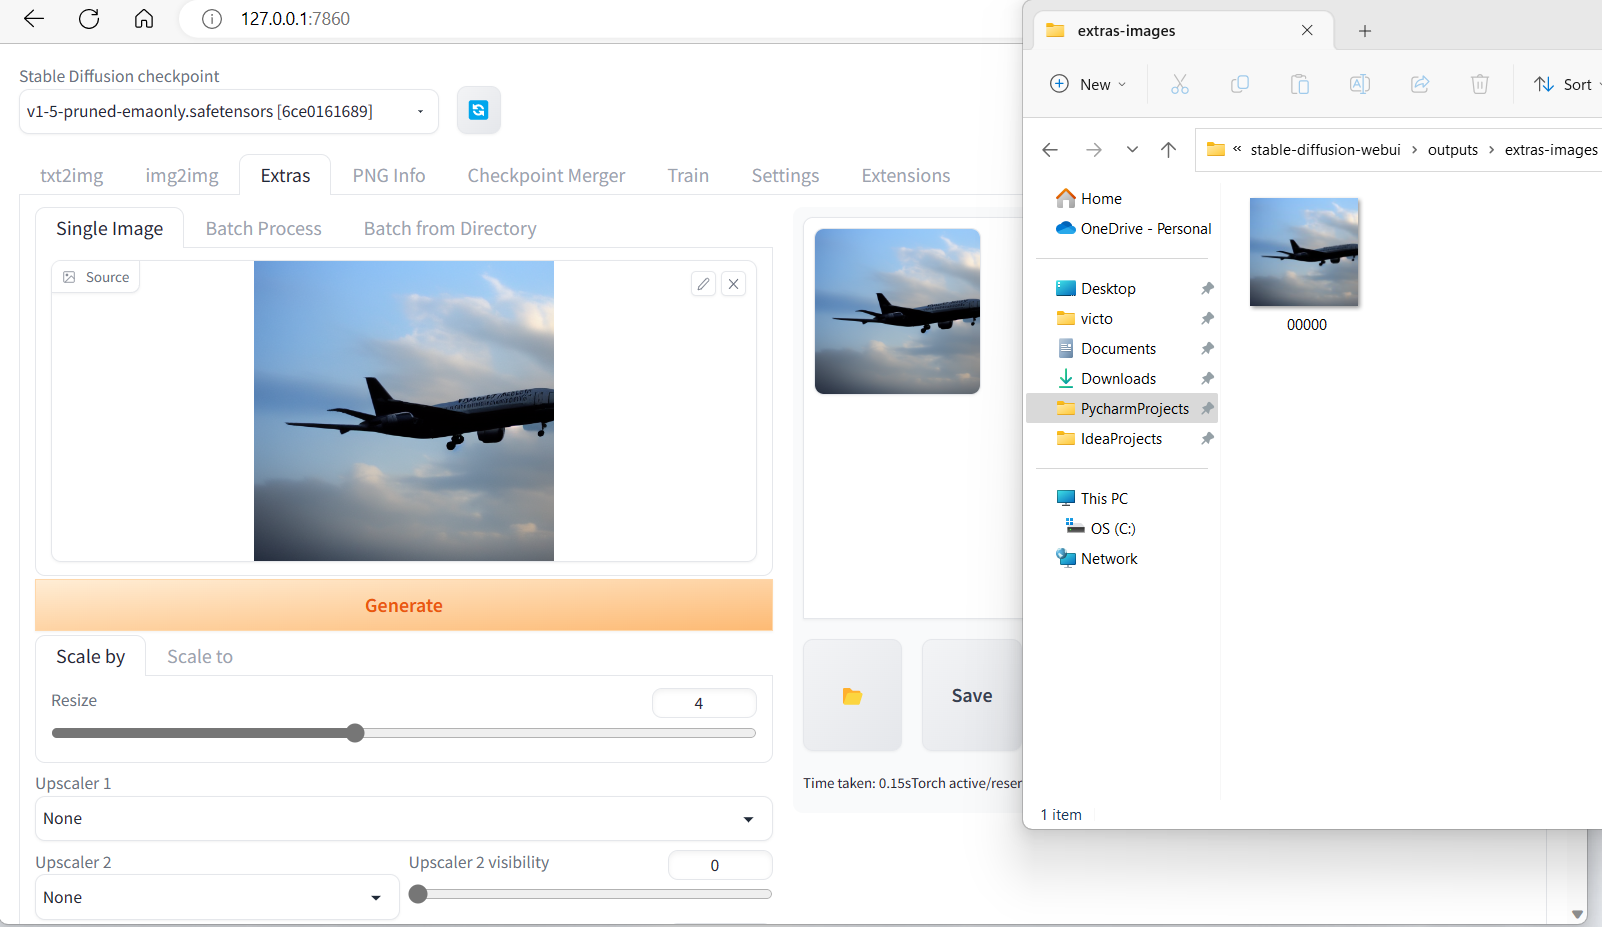 127.0.0.1:7860
Stable Diffusion checkpoint
v1-5-pruned-emaonly.safetensors [6ce0161689]
txt2img
img2img
Extras
PNG Info
Checkpoint Merger
Train
Settings
Extensions
Single Image
Batch Process
Batch from Directory
Source
Generate
Scale by
Scale to
Resize
4
Upscaler 1
None
Upscaler 2
None
Upscaler 2 visibility
0
Save
Time taken: 0.15sTorch active/reser
extras-images
New
Sort
« stable-diffusion-webui > outputs > extras-images
Home
OneDrive - Personal
Desktop
victo
Documents
Downloads
PycharmProjects
IdeaProjects
This PC
OS (C:)
Network
00000
1 item